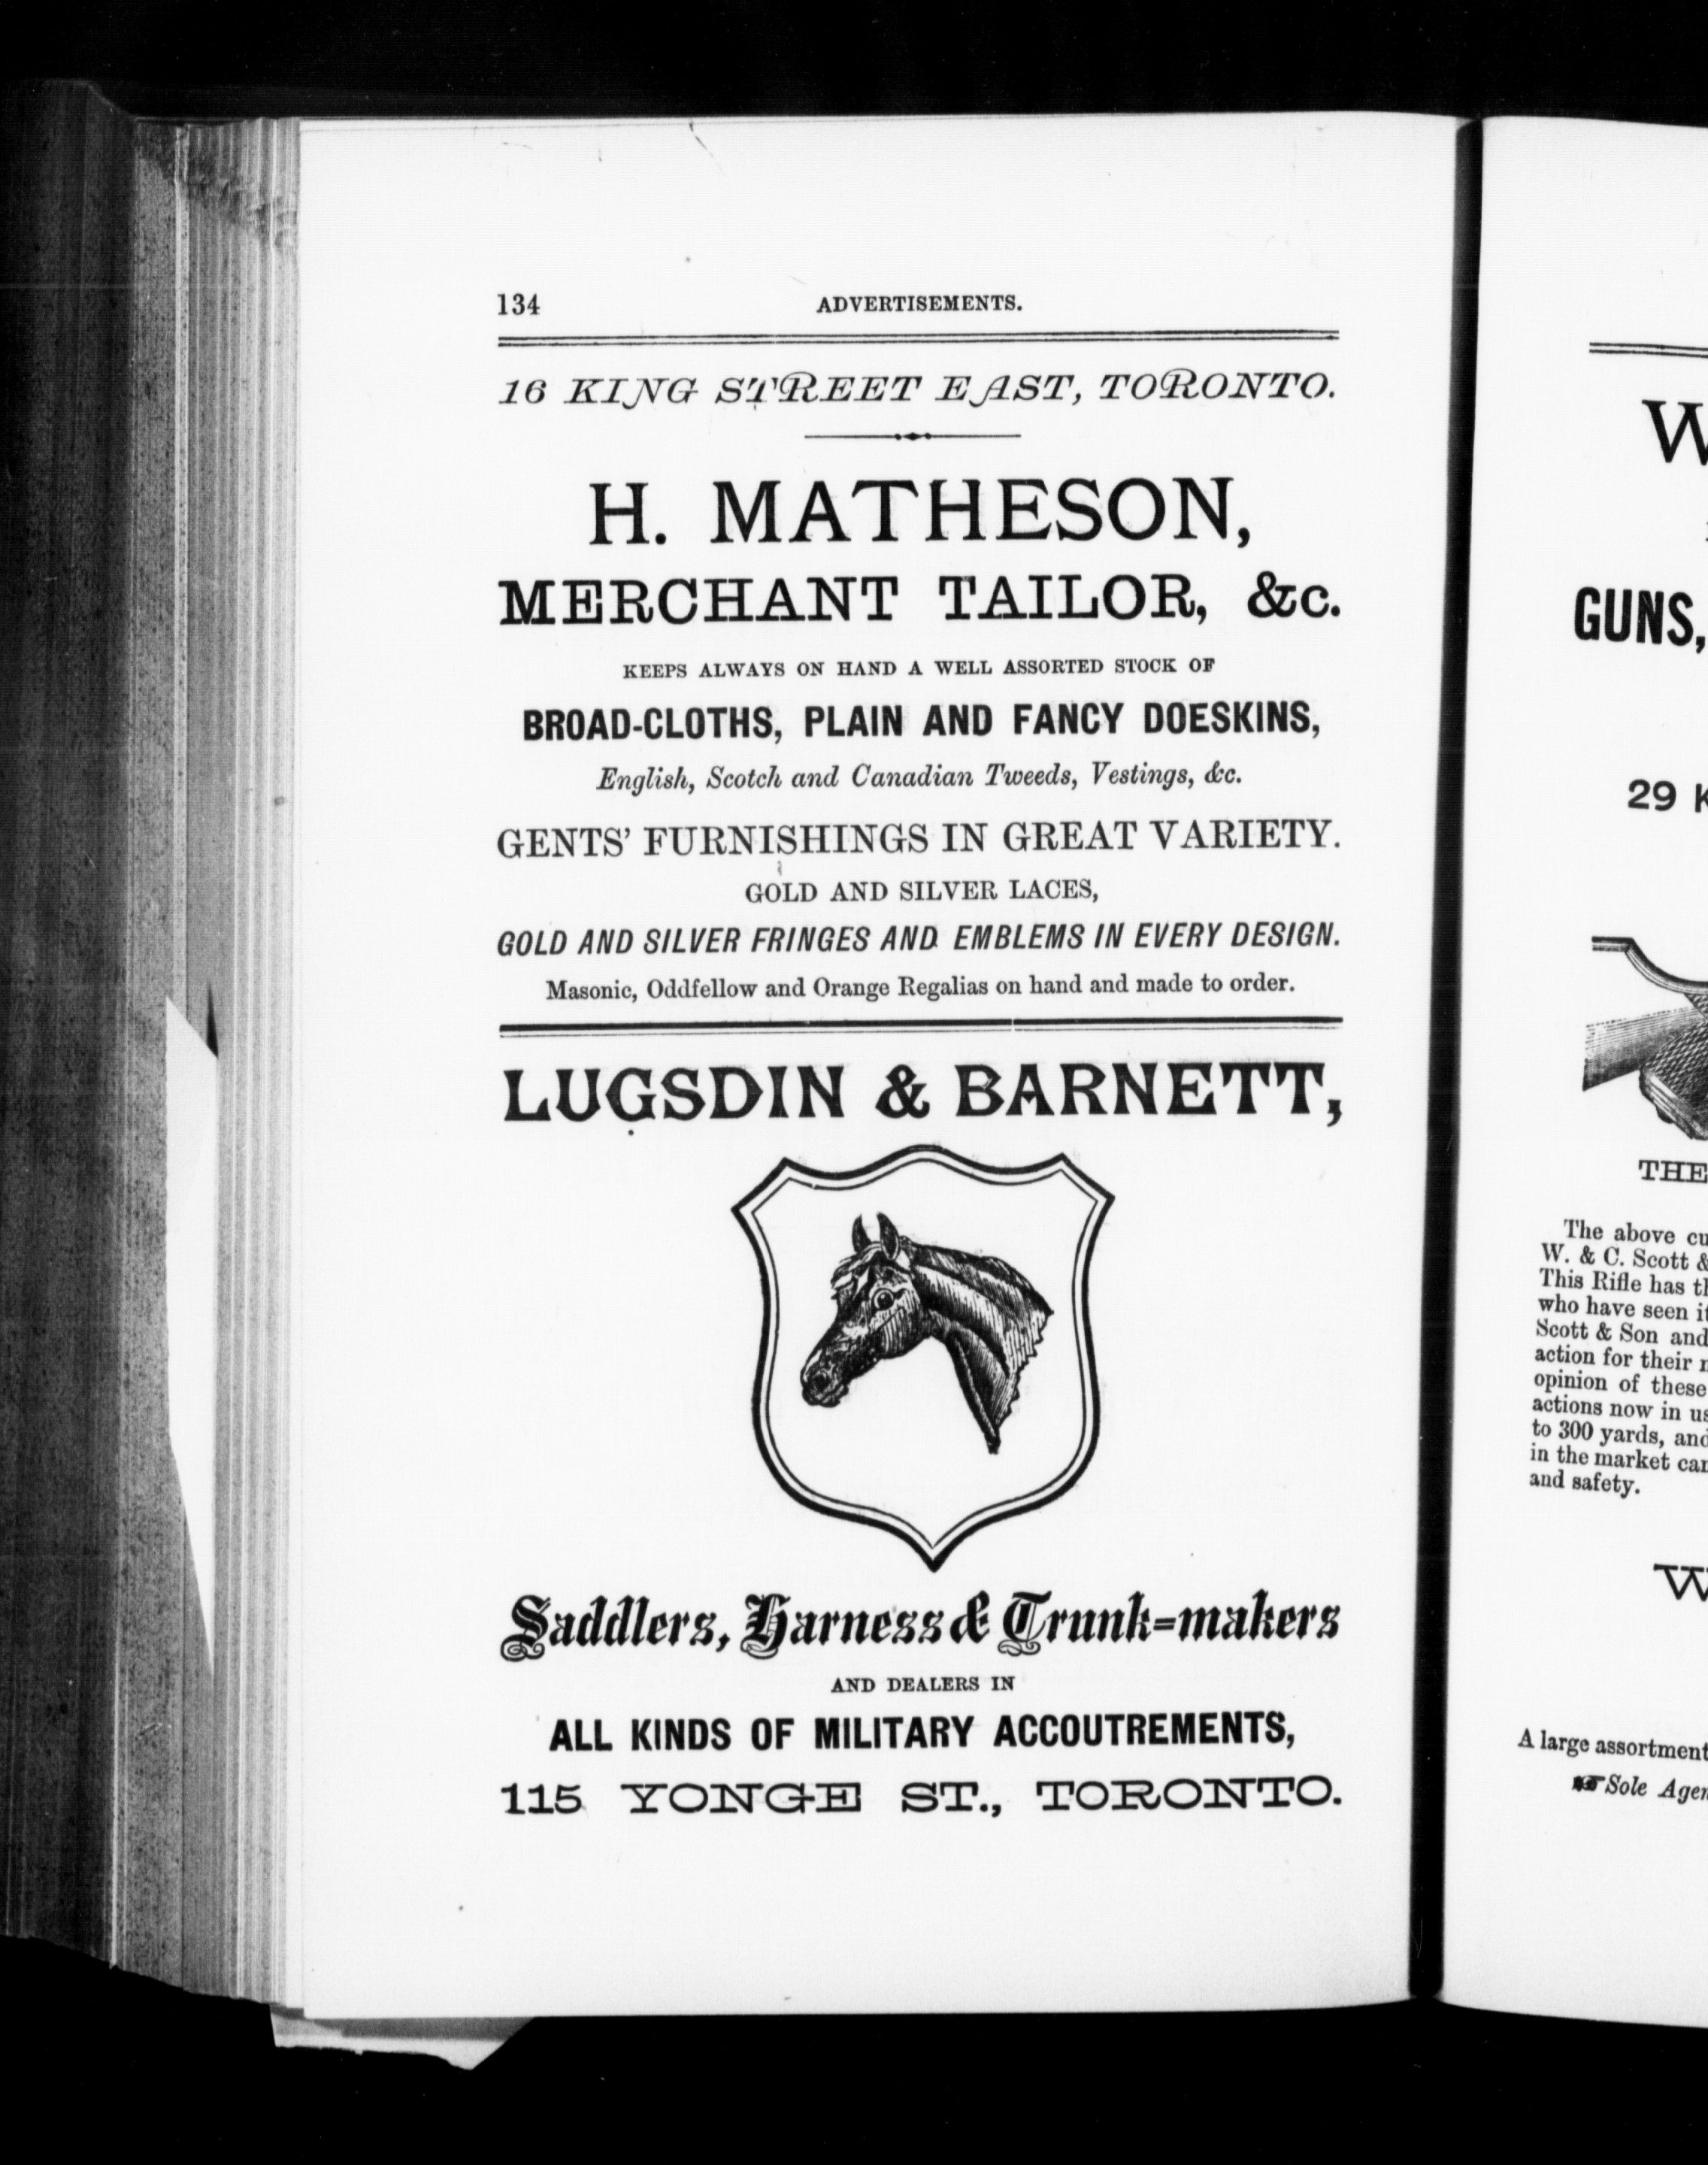 134 ADVERTISEMENTS.
16 KING STREET EAST, TORONTO.
H. MATHESON,
MERCHANT TAILOR, &c.
KEEPS ALWAYS ON HAND A WELL ASSORTED STOCK OF
BROAD-CLOTHS, PLAIN AND FANCY DOESKINS,
English, Scotch and Canadian Tweeds, Vestings, &c.
GENTS' FURNISHINGS IN GREAT VARIETY.
GOLD AND SILVER LACES,
GOLD AND SILVER FRINGES AND EMBLEMS IN EVERY DESIGN.
Masonic, Oddfellow and Orange Regalias on hand and made to order.
LUGSDIN & BARNETT,
Saddlers, Harness & Trunk-makers
AND DEALERS IN
ALL KINDS OF MILITARY ACCOUTREMENTS,
115 YONGE ST., TORONTO.
W
GUNS,
29 K
THE
The above
W. & C. Scott &
This Rifle has
who have seen
Scott & Son and
action for their
opinion of these
actions now in
to 300 yards, and
in the market
and safety.
W
A large assortment
Sole